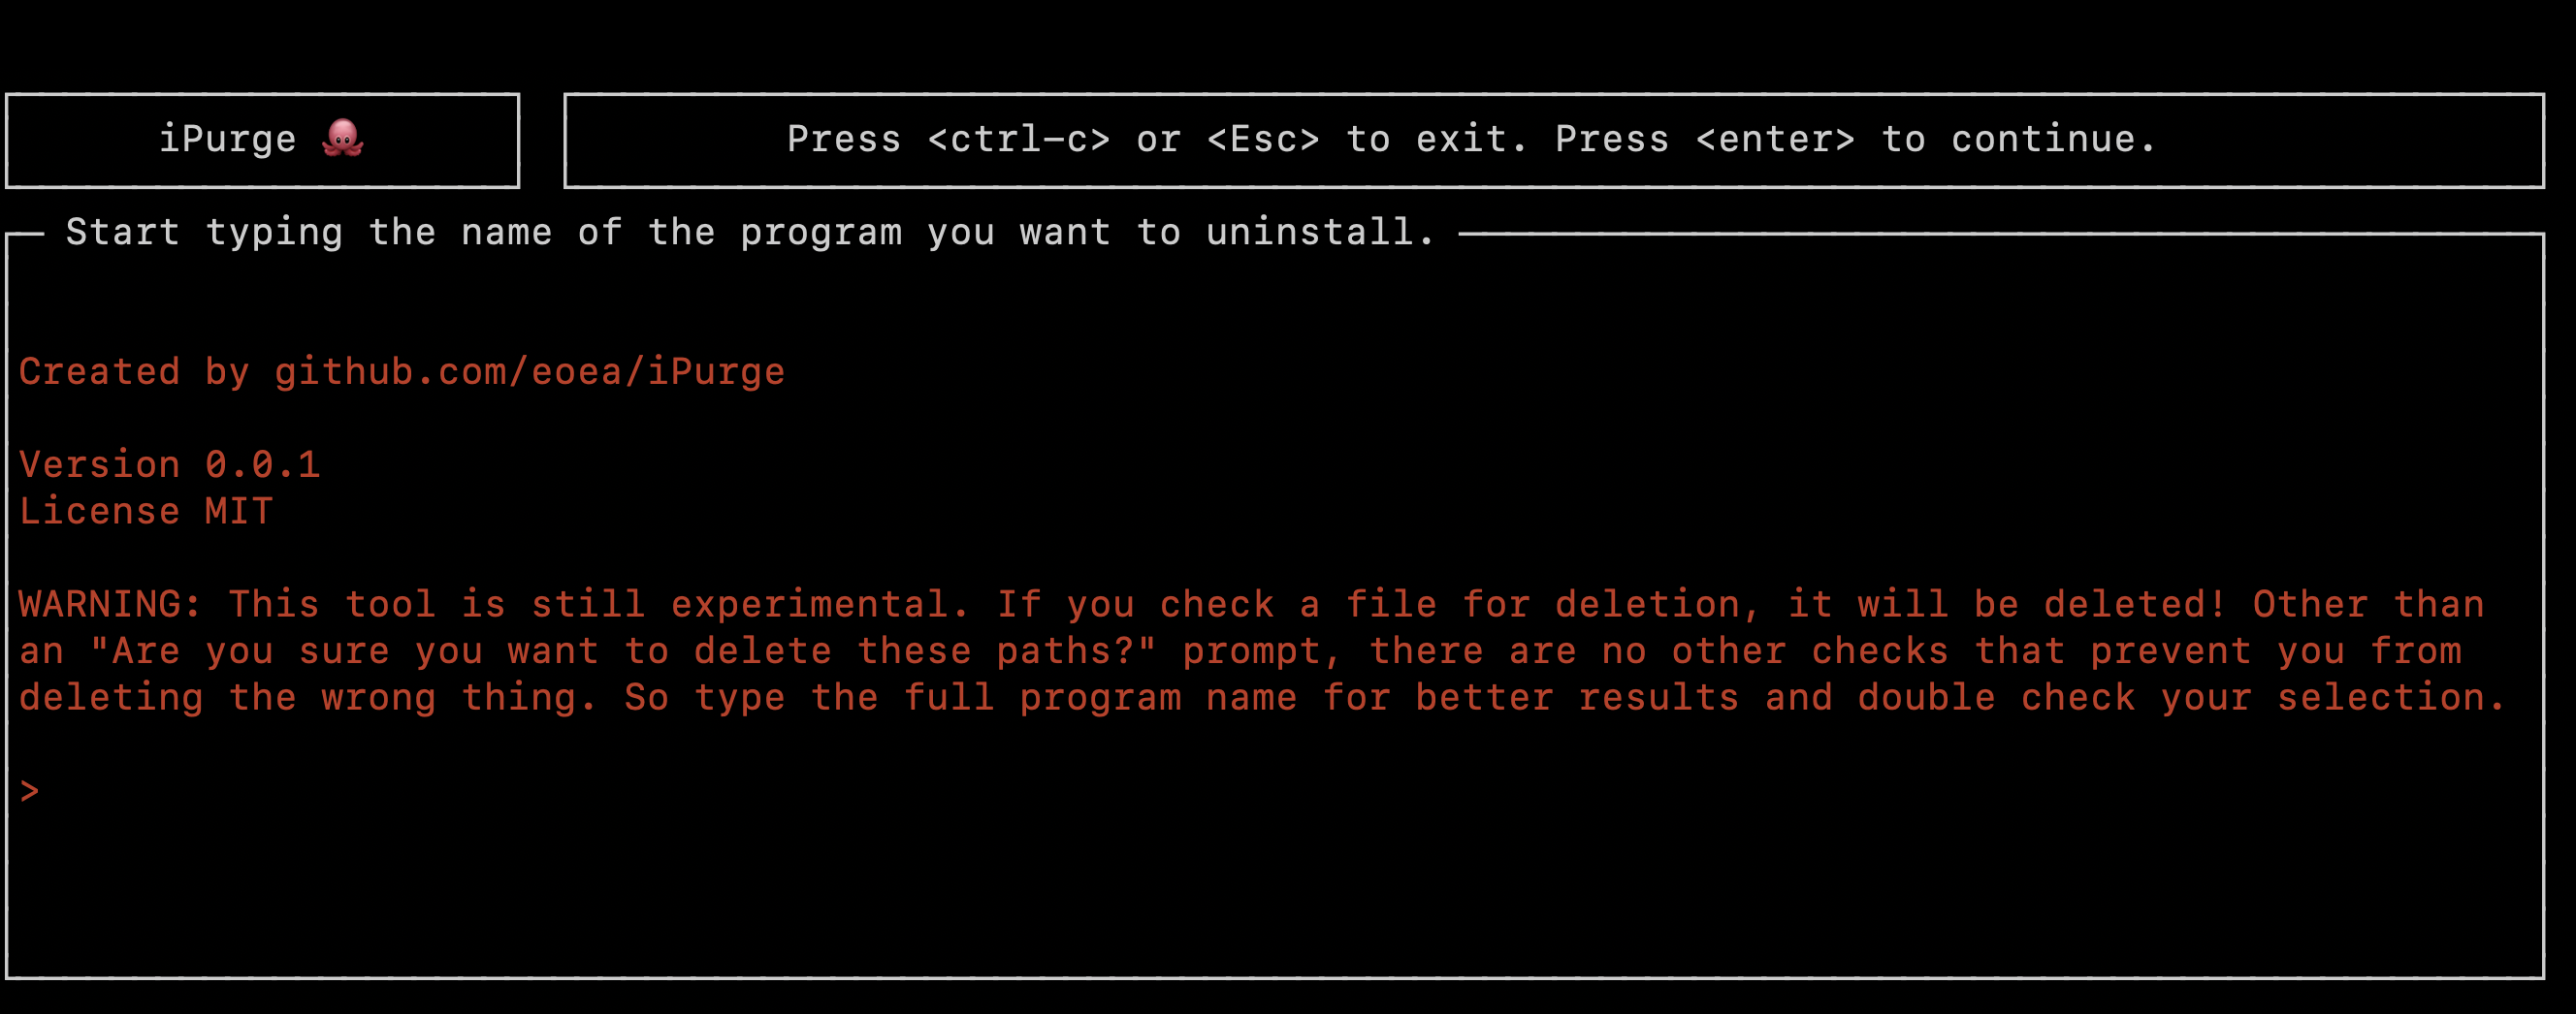 iPurge 🐙
Press <ctrl-c> or <Esc> to exit. Press <enter> to continue.
Start typing the name of the program you want to uninstall.
Created by github.com/eoea/iPurge
Version 0.0.1
License MIT
WARNING: This tool is still experimental. If you check a file for deletion, it will be deleted! Other than
an "Are you sure you want to delete these paths?" prompt, there are no other checks that prevent you from
deleting the wrong thing. So type the full program name for better results and double check your selection.
>